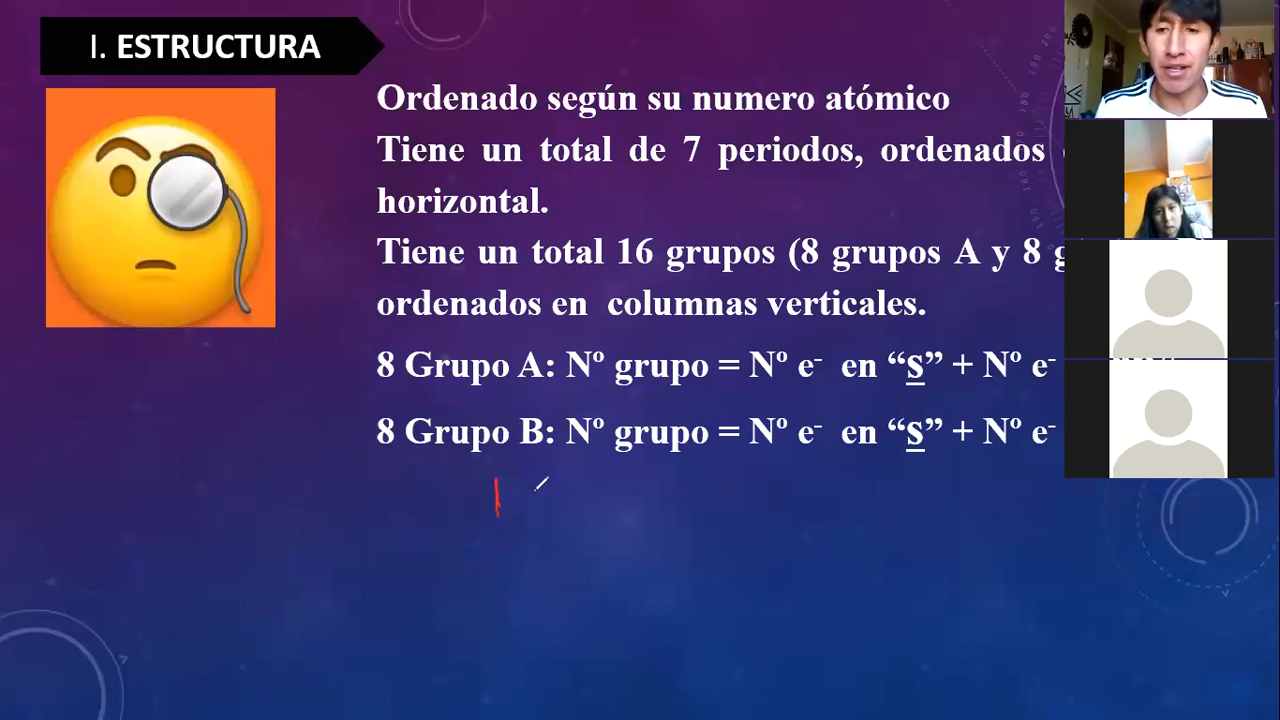 I. ESTRUCTURA
Ordenado según su numero atómico
Tiene un total de 7 periodos, ordenados
horizontal.
Tiene un total 16 grupos (8 grupos A y 8 g
ordenados en columnas verticales.
8 Grupo A: Nº grupo = Nº e⁻ en “s” + Nº e⁻
8 Grupo B: Nº grupo = Nº e⁻ en “s” + Nº e⁻